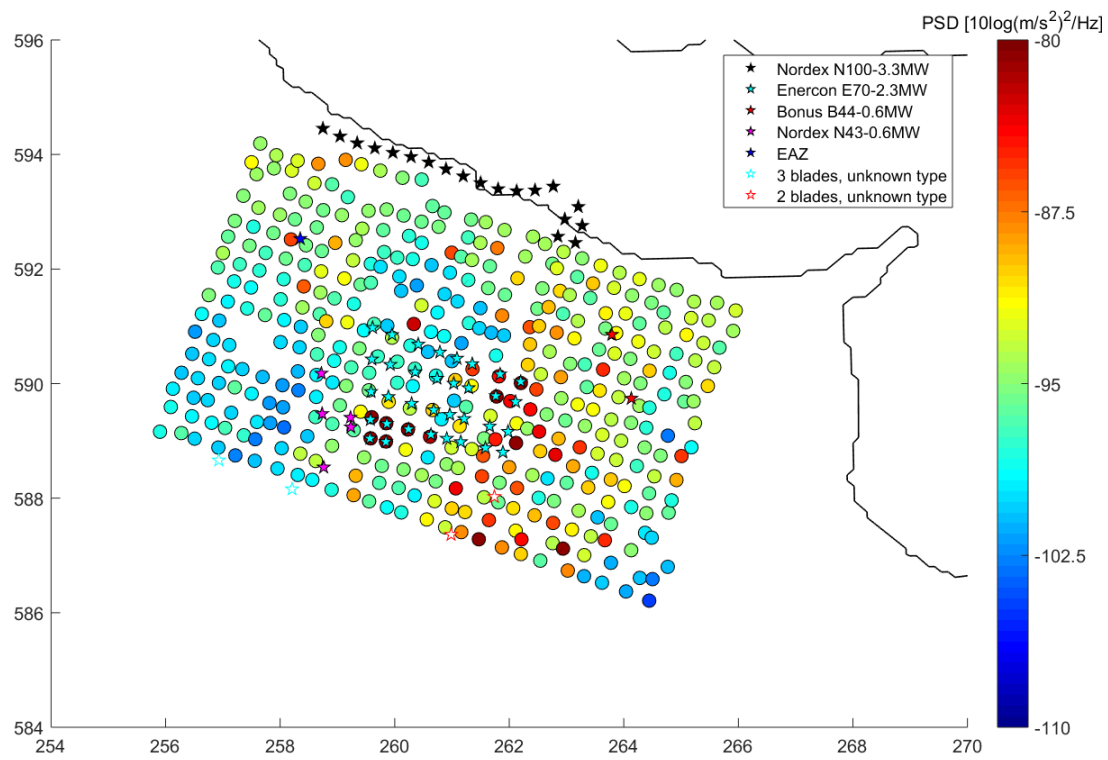 PSD [10log(m/s²)²/Hz]
596
594
592
590
588
586
584
254
256
258
260
262
264
266
268
270
Nordex N100-3.3MW
Enercon E70-2.3MW
Bonus B44-0.6MW
Nordex N43-0.6MW
EAZ
3 blades, unknown type
2 blades, unknown type
-80
-87.5
-95
-102.5
-110